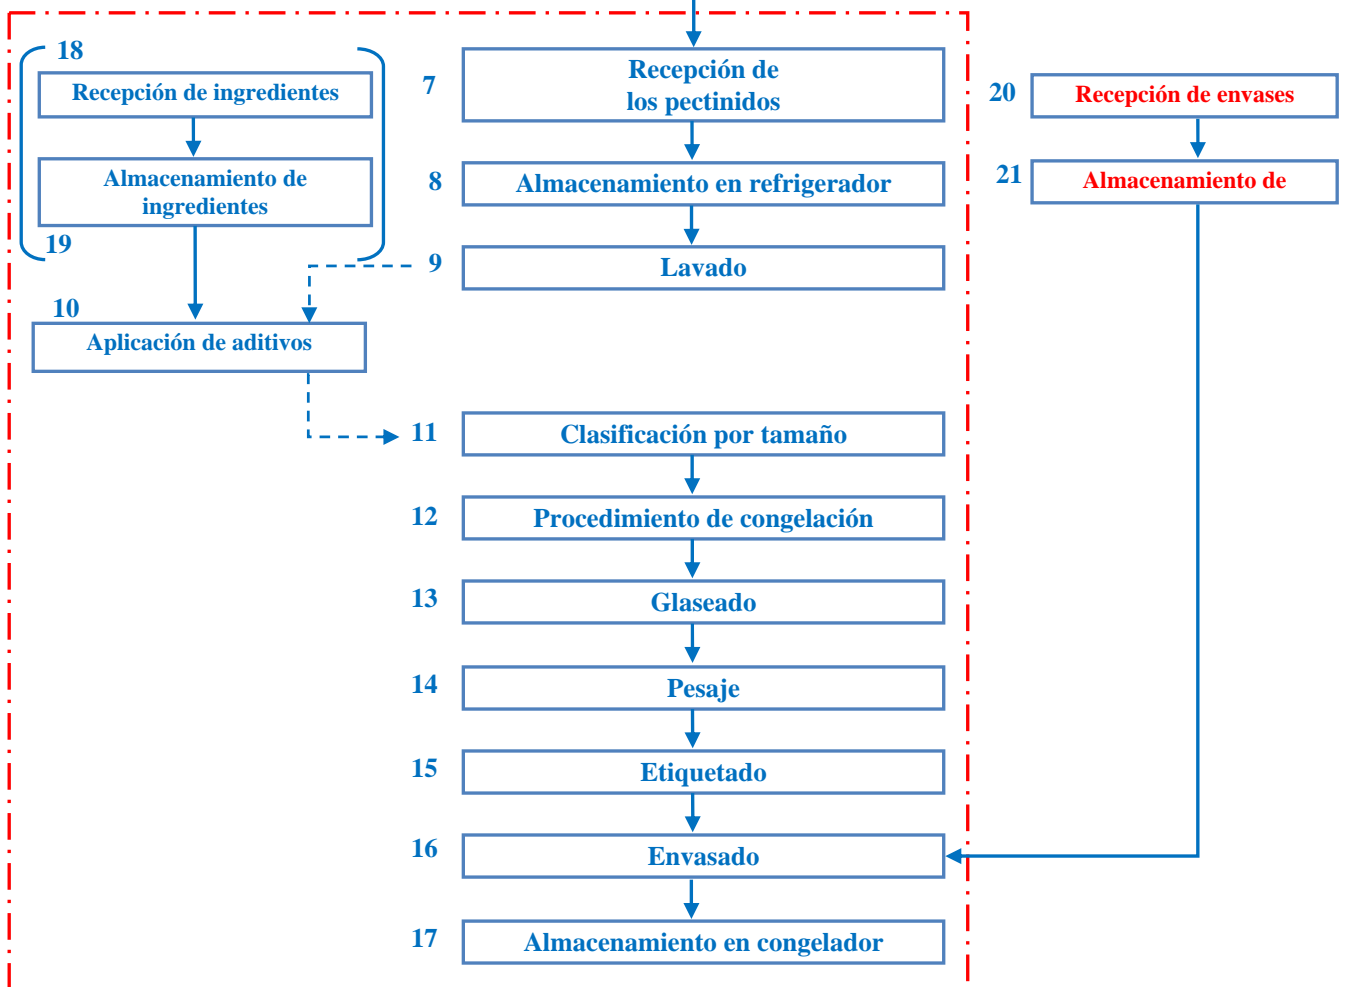 18
Recepción de ingredientes
Almacenamiento de
ingredientes
19
10
Aplicación de aditivos
7
Recepción de
los pectinidos
8
Almacenamiento en refrigerador
9
Lavado
11
Clasificación por tamaño
12
Procedimiento de congelación
13
Glaseado
14
Pesaje
15
Etiquetado
16
Envasado
17
Almacenamiento en congelador
20
Recepción de envases
21
Almacenamiento de